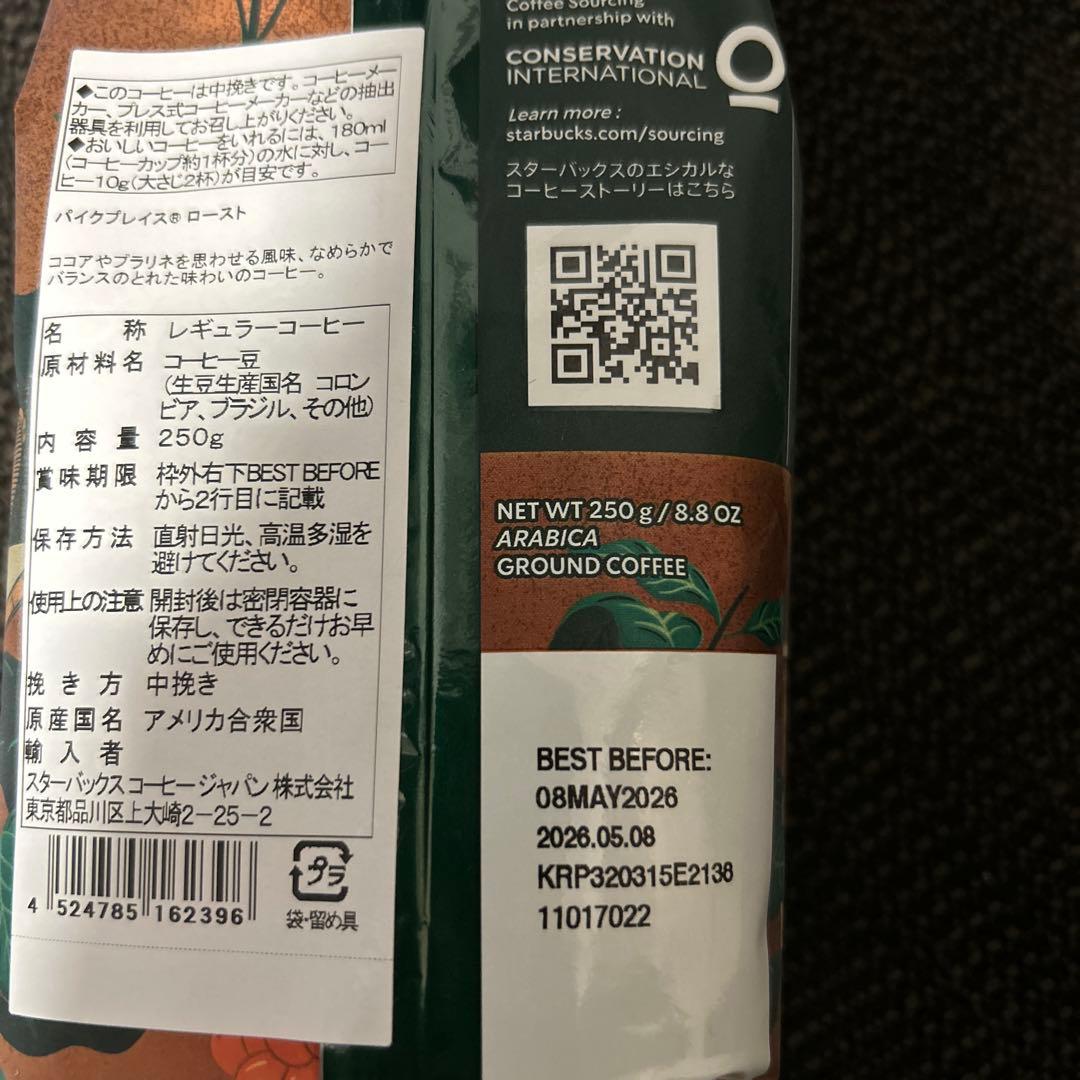 ◆このコーヒーは中挽きです。コーヒーメー
カー、プレス式コーヒーメーカーなどの抽出
器具を利用してお召し上がりください。
◆おいしいコーヒーをいれるには、180ml
(コーヒーカップ約1杯分)の水に対し、コー
ヒー10g(大さじ2杯)が目安です。
パイクプレイス® ロースト
ココアやプラリネを思わせる風味、なめらかで
バランスのとれた味わいのコーヒー。
名称 レギュラーコーヒー
原材料名 コーヒー豆
(生豆生産国名 コロン
ビア、ブラジル、その他)
内容量 250g
賞味期限 枠外右下BEST BEFORE
から2行目に記載
保存方法 直射日光、高温多湿を
避けてください。
使用上の注意 開封後は密閉容器に
保存し、できるだけお早
めにご使用ください。
挽き方 中挽き
原産国名 アメリカ合衆国
輸入者
スターバックス コーヒー ジャパン 株式会社
東京都品川区上大崎2-25-2
4 524785 162396
プラ
袋・留め具
Coffee Sourcing
in partnership with
CONSERVATION
INTERNATIONAL
Learn more :
starbucks.com/sourcing
スターバックスのエシカルな
コーヒーストーリーはこちら
NET WT 250 g / 8.8 OZ
ARABICA
GROUND COFFEE
BEST BEFORE:
08MAY2026
2026.05.08
KRP320315E2138
11017022